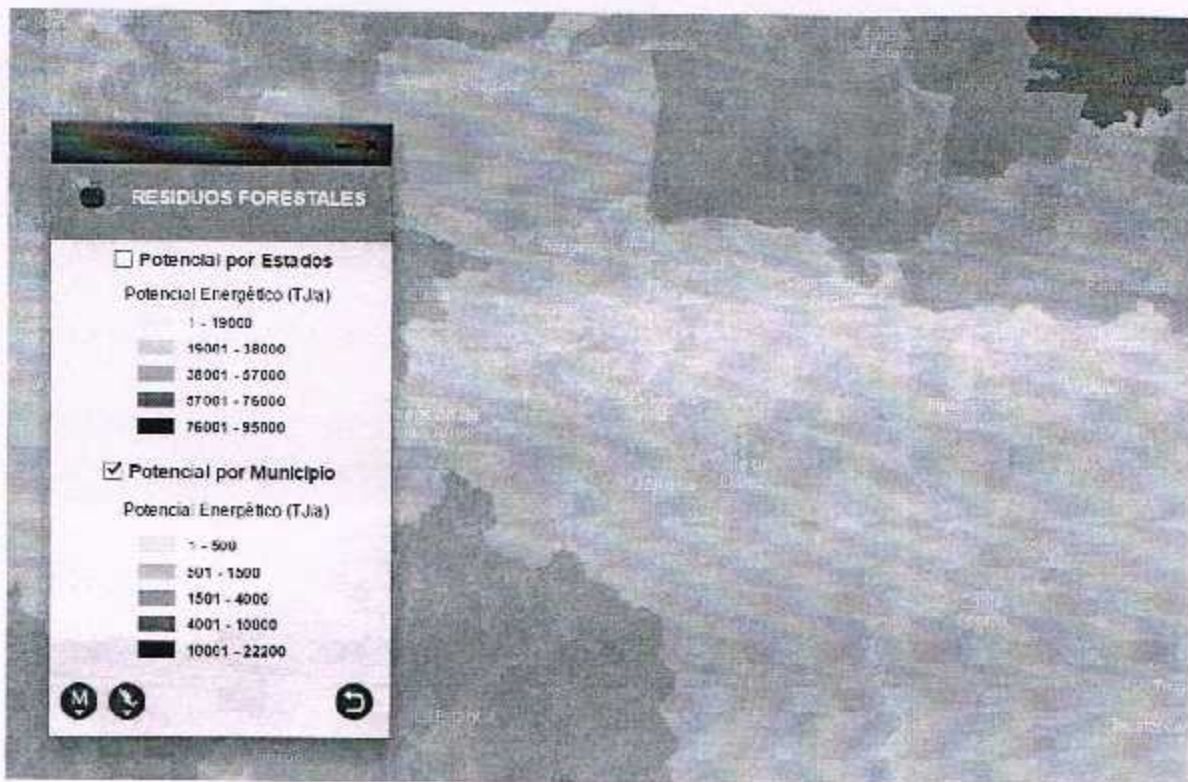 RESIDUOS FORESTALES
Potencial por Estados
Potencial Energético (TJ/a)
1 - 19000
19001 - 38000
38001 - 57000
57001 - 76000
76001 - 95000
Potencial por Municipio
Potencial Energético (TJ/a)
1 - 500
501 - 1500
1501 - 4000
4001 - 10000
10001 - 22200
M